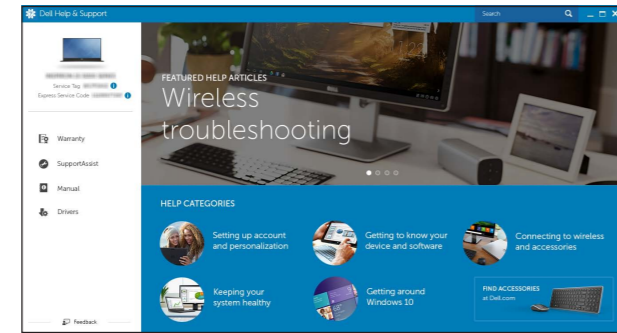 Dell Help & Support
Search
Service Tag:
Express Service Code:
Warranty
SupportAssist
Manual
Drivers
Feedback
FEATURED HELP ARTICLES
Wireless
troubleshooting
HELP CATEGORIES
Setting up account
and personalization
Getting to know your
device and software
Connecting to wireless
and accessories
Keeping your
system healthy
Getting around
Windows 10
FIND ACCESSORIES
at Dell.com